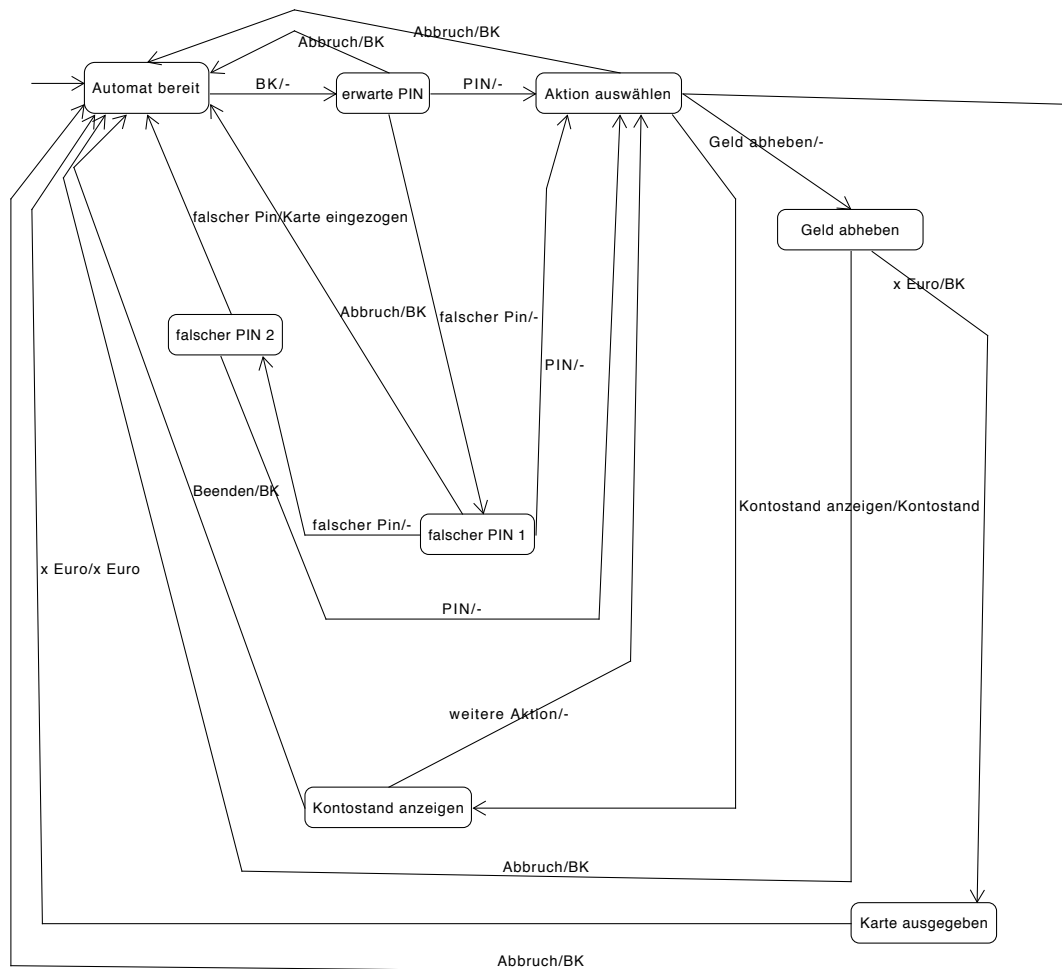 Abbruch/BK
Abbruch/BK
Automat bereit
BK/-
erwarte PIN
PIN/-
Aktion auswählen
Geld abheben/-
falscher Pin/Karte eingezogen
Geld abheben
x Euro/BK
Abbruch/BK
falscher Pin/-
falscher PIN 2
PIN/-
Beenden/BK
Kontostand anzeigen/Kontostand
falscher Pin/-
falscher PIN 1
x Euro/x Euro
PIN/-
weitere Aktion/-
Kontostand anzeigen
Abbruch/BK
Karte ausgegeben
Abbruch/BK